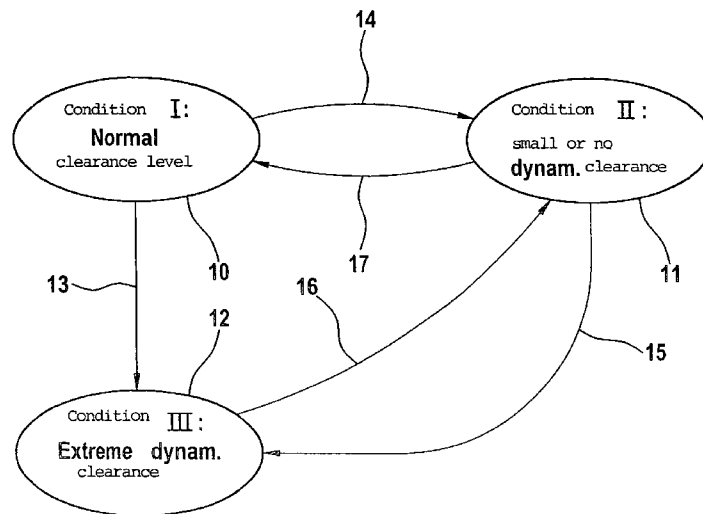 14
Condition I:
Normal
clearance level
Condition II:
small or no
dynam. clearance
10
17
11
13
12
16
15
Condition III:
Extreme dynam.
clearance